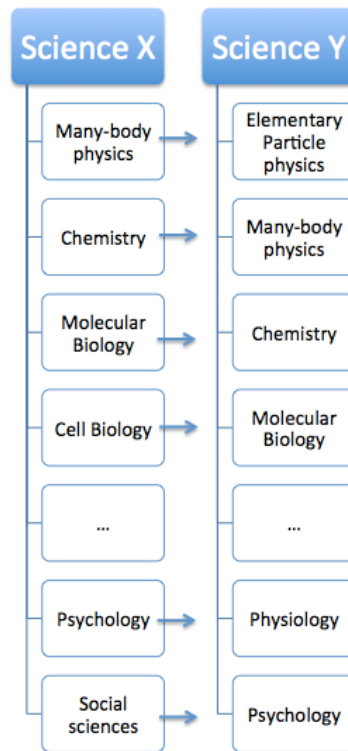 Science X
Science Y
Many-body
physics
Elementary
Particle
physics
Chemistry
Many-body
physics
Molecular
Biology
Chemistry
Cell Biology
Molecular
Biology
...
...
Psychology
Physiology
Social
sciences
Psychology